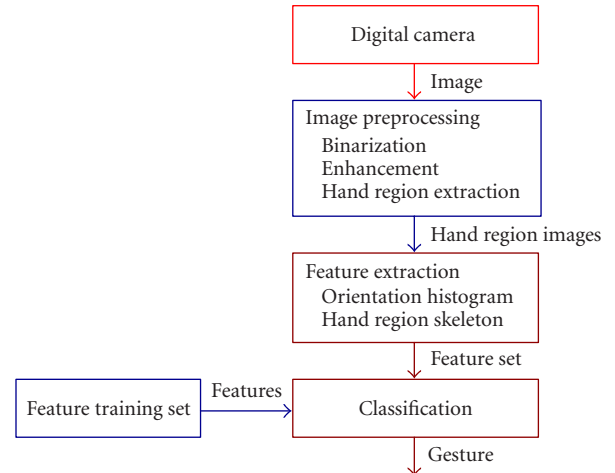 Digital camera
Image
Image preprocessing
Binarization
Enhancement
Hand region extraction
Hand region images
Feature extraction
Orientation histogram
Hand region skeleton
Feature set
Features
Feature training set
Classification
Gesture